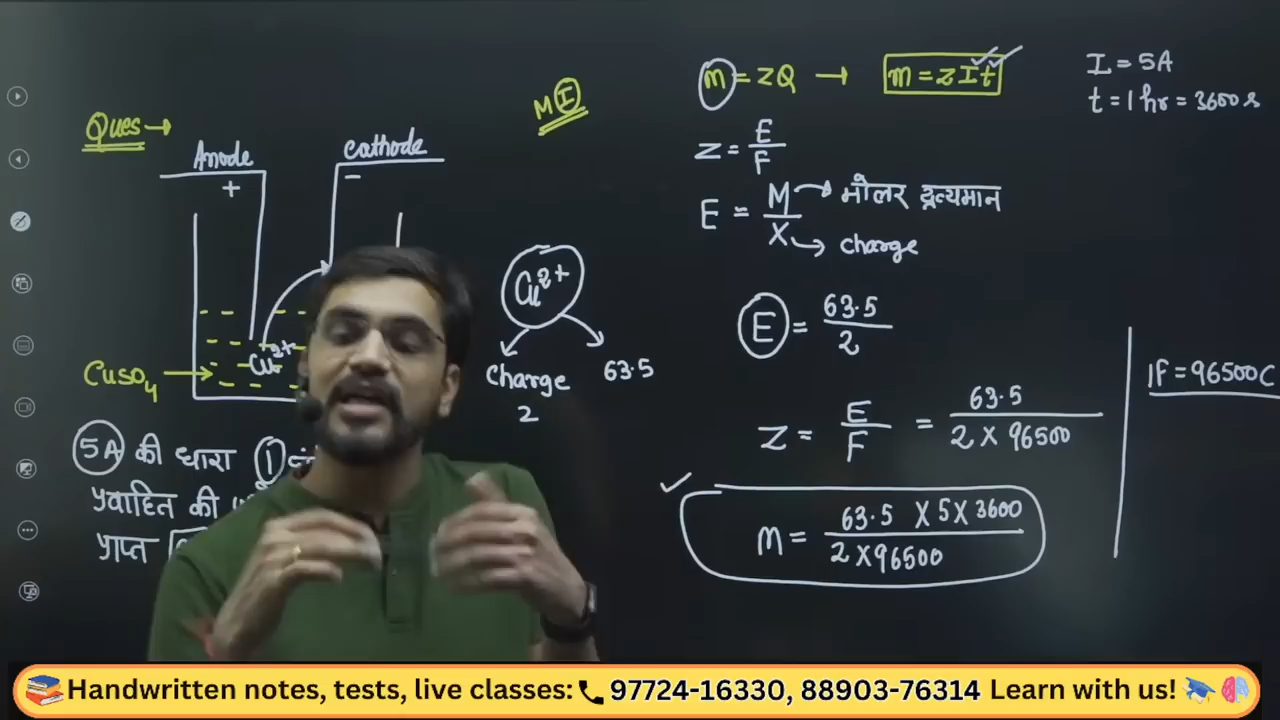 Ques →
Anode
+
Cathode
−
Cu²⁺
CuSO₄ →
5A की धारा 1
प्रवाहित की
प्राप्त
M I
Cu²⁺
Charge
2
63.5
m = ZQ → m = ZIt
Z = E/F
E = M/X
मोलर द्रव्यमान
charge
E = 63.5/2
Z = E/F = 63.5/(2 × 96500)
m = (63.5 × 5 × 3600)/(2 × 96500)
I = 5A
t = 1 hr = 3600 s
1F = 96500C
Handwritten notes, tests, live classes: 97724-16330, 88903-76314 Learn with us!